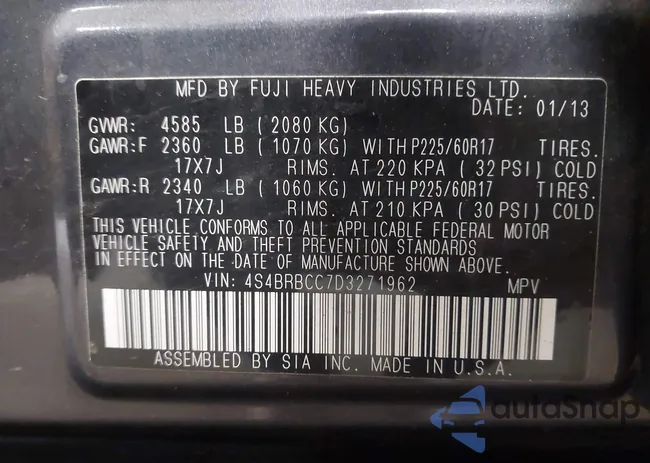 MFD BY FUJI HEAVY INDUSTRIES LTD.
DATE: 01/13
GVWR: 4585 LB ( 2080 KG)
GAWR:F 2360 LB ( 1070 KG) WITH P225/60R17 TIRES.
17X7J RIMS. AT 220 KPA ( 32 PSI) COLD
GAWR:R 2340 LB ( 1060 KG) WITH P225/60R17 TIRES.
17X7J RIMS. AT 210 KPA ( 30 PSI) COLD
THIS VEHICLE CONFORMS TO ALL APPLICABLE FEDERAL MOTOR
VEHICLE SAFETY AND THEFT PREVENTION STANDARDS
IN EFFECT ON THE DATE OF MANUFACTURE SHOWN ABOVE.
VIN: 4S4BRBCC7D3271962 MPV
ASSEMBLED BY SIA INC. MADE IN U.S.A.
autoSnap